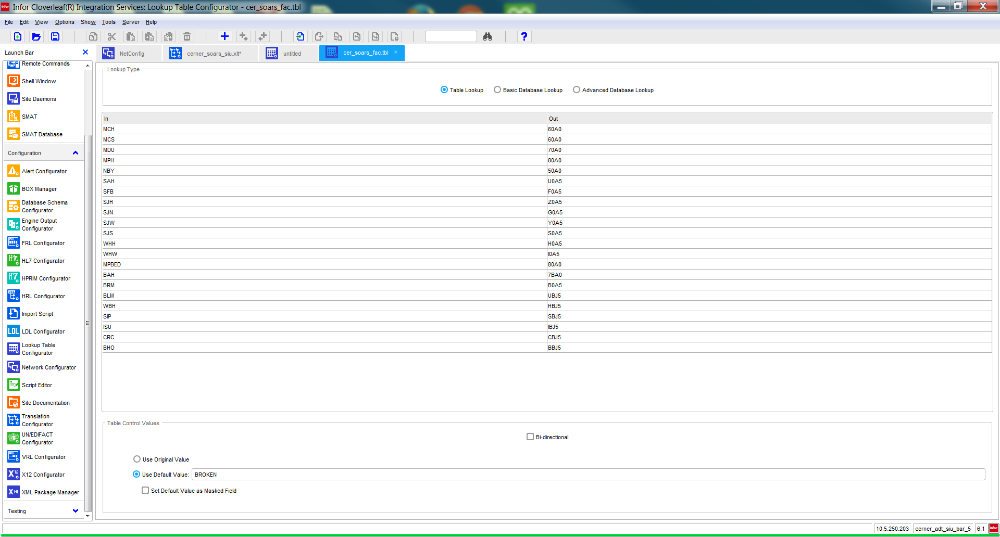 infor Infor Cloverleaf(R) Integration Services: Lookup Table Configurator - cer_soars_fac.tbl
File Edit View Options Show Tools Server Help
Launch Bar
NetConfig cerner_soars_siu.xlt* untitled cer_soars_fac.tbl
Remote Commands
Shell Window
Site Daemons
SMAT
SMAT Database
Configuration
Alert Configurator
BOX Manager
Database Schema
Configurator
Engine Output
Configurator
FRL Configurator
HL7 Configurator
HPRIM Configurator
HRL Configurator
Import Script
LDL Configurator
Lookup Table
Configurator
Network Configurator
Script Editor
Site Documentation
Translation
Configurator
UN/EDIFACT
Configurator
VRL Configurator
X12 Configurator
XML Package Manager
Testing
Lookup Type
Table Lookup Basic Database Lookup Advanced Database Lookup
In Out
MCH 60A0
MCS 60A0
MDU 70A0
MPH 80A0
NBY 50A0
SAH U0A5
SFB F0A5
SJH Z0A5
SJN G0A5
SJW Y0A5
SJS S0A5
WHH H0A5
WHW I0A5
MPBED 80A0
BAH 7BA0
BRM B0A5
BLM UBJ5
WBH HBJ5
SIP SBJ5
ISU IBJ5
CRC CBJ5
BHO BBJ5
Table Control Values
Bi-directional
Use Original Value
Use Default Value: BROKEN
Set Default Value as Masked Field
10.5.250.203 cerner_adt_siu_bar_5 6.1 infor